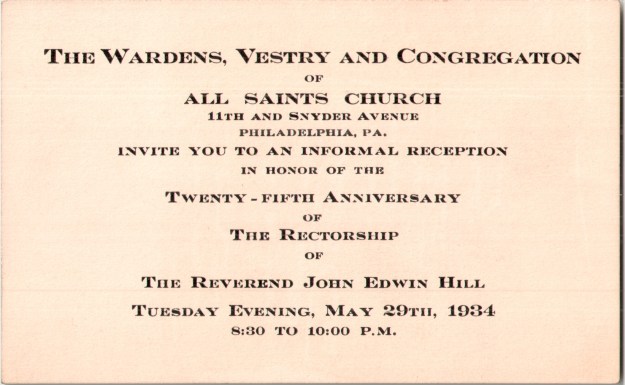 The Wardens, Vestry and Congregation
of
ALL SAINTS CHURCH
11th and Snyder Avenue
Philadelphia, Pa.
invite you to an informal reception
in honor of the
Twenty-fifth Anniversary
of
The Rectorship
of
The Reverend John Edwin Hill
Tuesday Evening, May 29th, 1934
8:30 to 10:00 P.M.